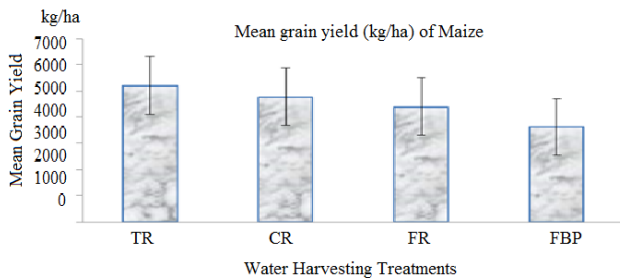 kg/ha
Mean grain yield (kg/ha) of Maize
Mean Grain Yield
7000
6000
5000
4000
3000
2000
1000
0
TR CR FR FBP
Water Harvesting Treatments